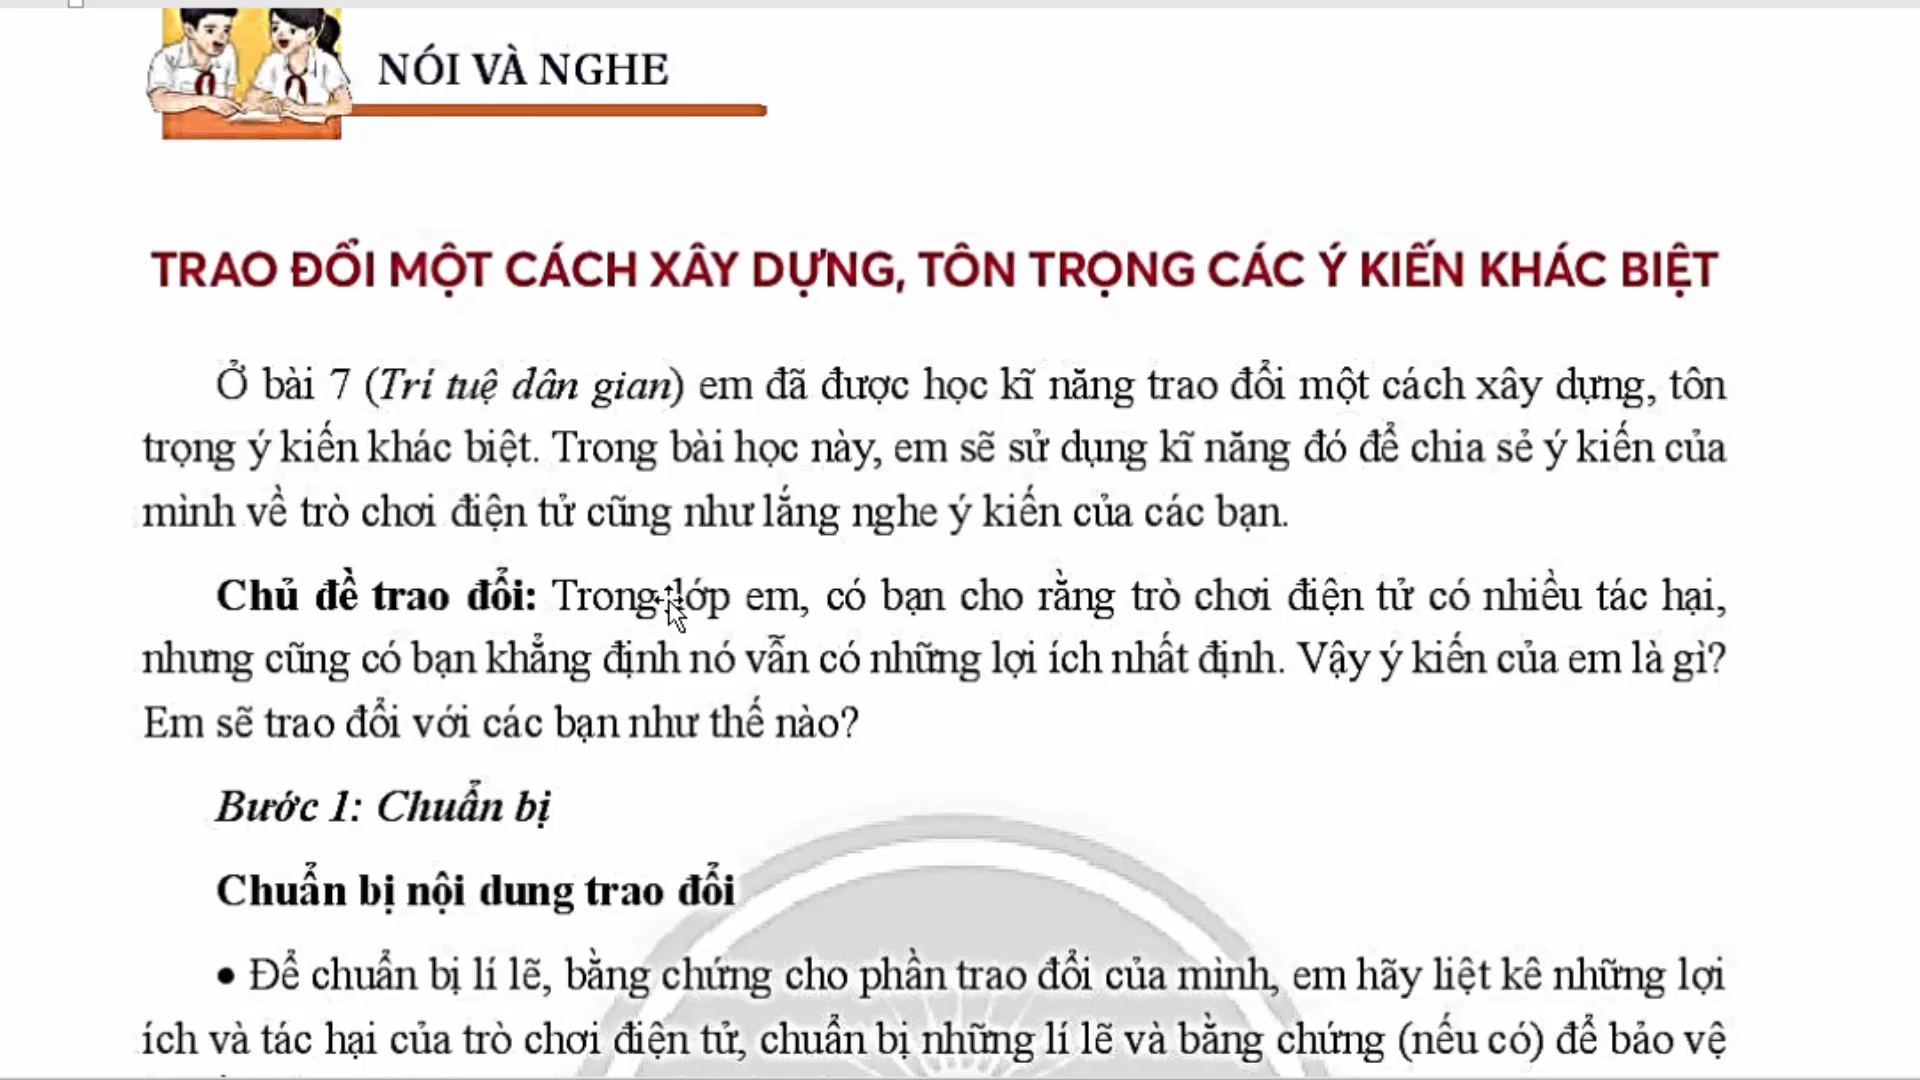 NÓI VÀ NGHE
TRAO ĐỔI MỘT CÁCH XÂY DỰNG, TÔN TRỌNG CÁC Ý KIẾN KHÁC BIỆT
Ở bài 7 (Trí tuệ dân gian) em đã được học kĩ năng trao đổi một cách xây dựng, tôn
trọng ý kiến khác biệt. Trong bài học này, em sẽ sử dụng kĩ năng đó để chia sẻ ý kiến của
mình về trò chơi điện tử cũng như lắng nghe ý kiến của các bạn.
Chủ đề trao đổi: Trong lớp em, có bạn cho rằng trò chơi điện tử có nhiều tác hại,
nhưng cũng có bạn khẳng định nó vẫn có những lợi ích nhất định. Vậy ý kiến của em là gì?
Em sẽ trao đổi với các bạn như thế nào?
Bước 1: Chuẩn bị
Chuẩn bị nội dung trao đổi
• Để chuẩn bị lí lẽ, bằng chứng cho phần trao đổi của mình, em hãy liệt kê những lợi
ích và tác hại của trò chơi điện tử, chuẩn bị những lí lẽ và bằng chứng (nếu có) để bảo vệ